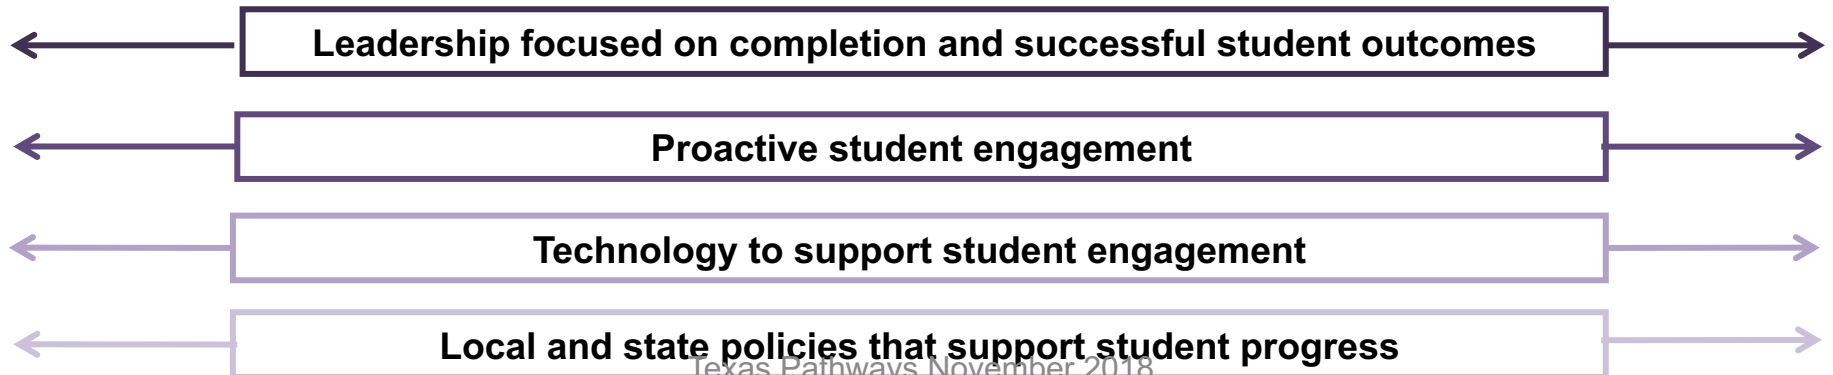 Leadership focused on completion and successful student outcomes
Proactive student engagement
Technology to support student engagement
Local and state policies that support student progress
Texas Pathways November 2018